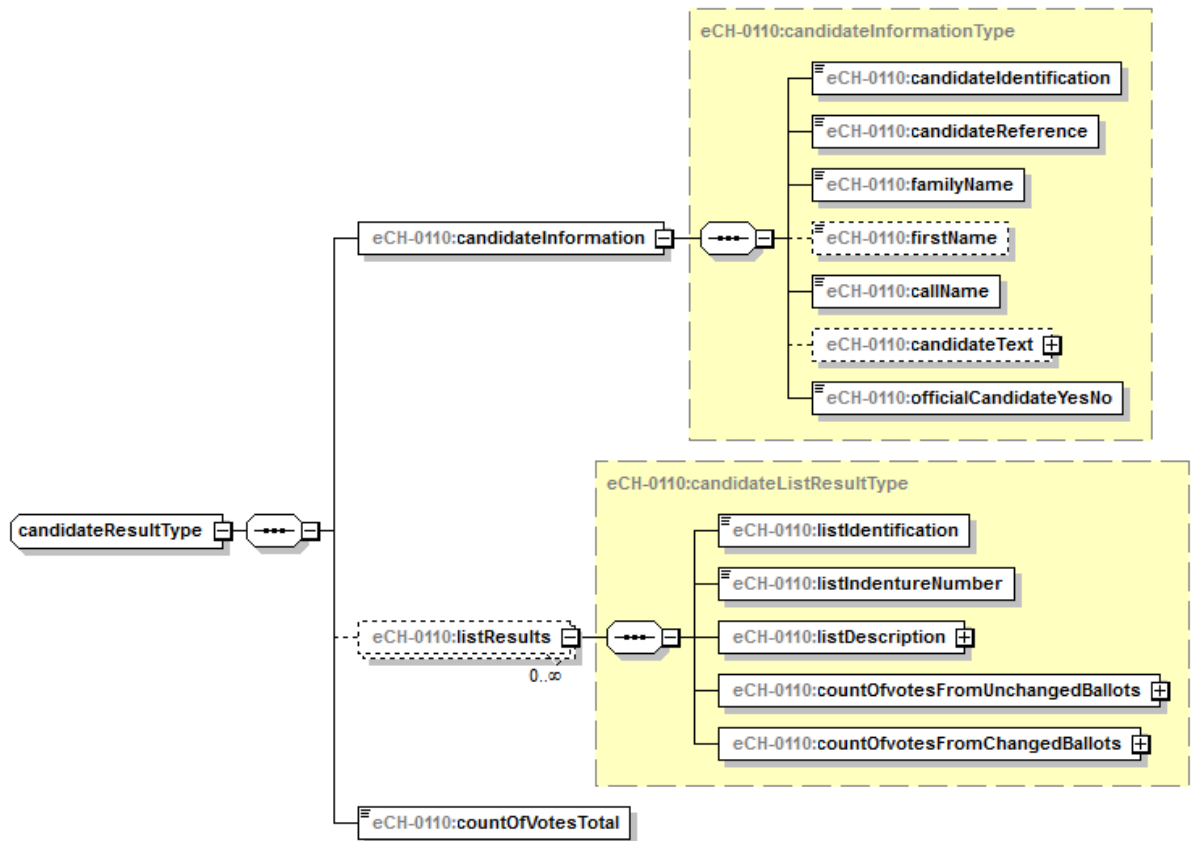 eCH-0110:candidateInformationType
eCH-0110:candidateIdentification
eCH-0110:candidateReference
eCH-0110:familyName
eCH-0110:candidateInformation
eCH-0110:firstName
eCH-0110:callName
eCH-0110:candidateText
eCH-0110:officialCandidateYesNo
eCH-0110:candidateListResultType
candidateResultType
eCH-0110:listIdentification
eCH-0110:listIndentureNumber
eCH-0110:listResults
0..∞
eCH-0110:listDescription
eCH-0110:countOfvotesFromUnchangedBallots
eCH-0110:countOfvotesFromChangedBallots
eCH-0110:countOfVotesTotal